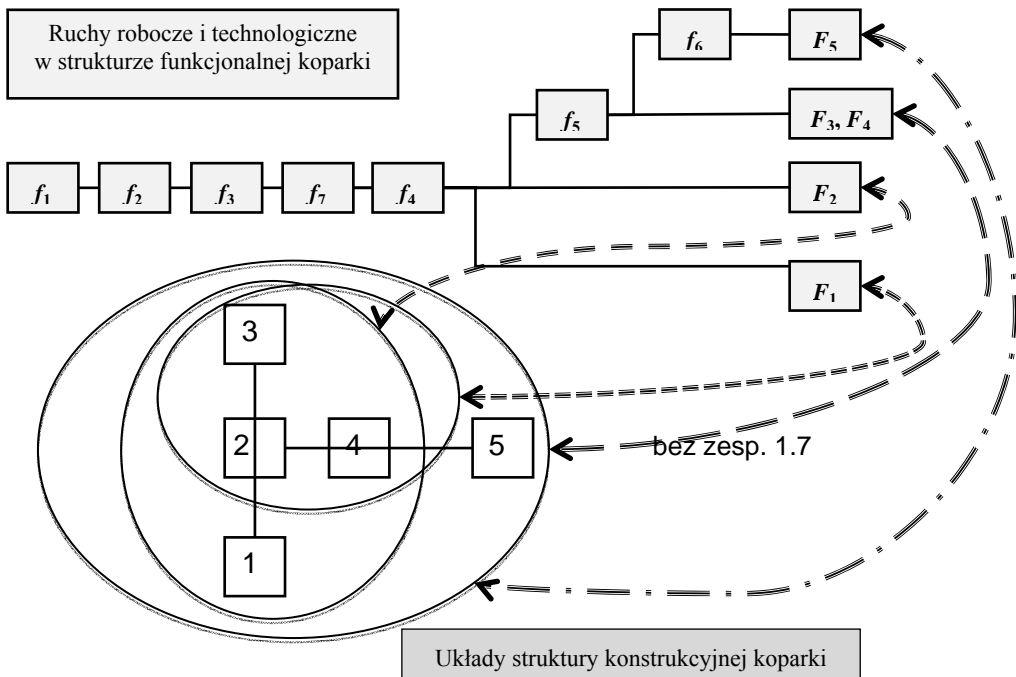 Ruchy robocze i technologiczne
w strukturze funkcjonalnej koparki
f6
F5
f5
F3, F4
f1
f2
f3
f7
f4
F2
F1
3
2
4
5
bez zesp. 1.7
1
Układy struktury konstrukcyjnej koparki